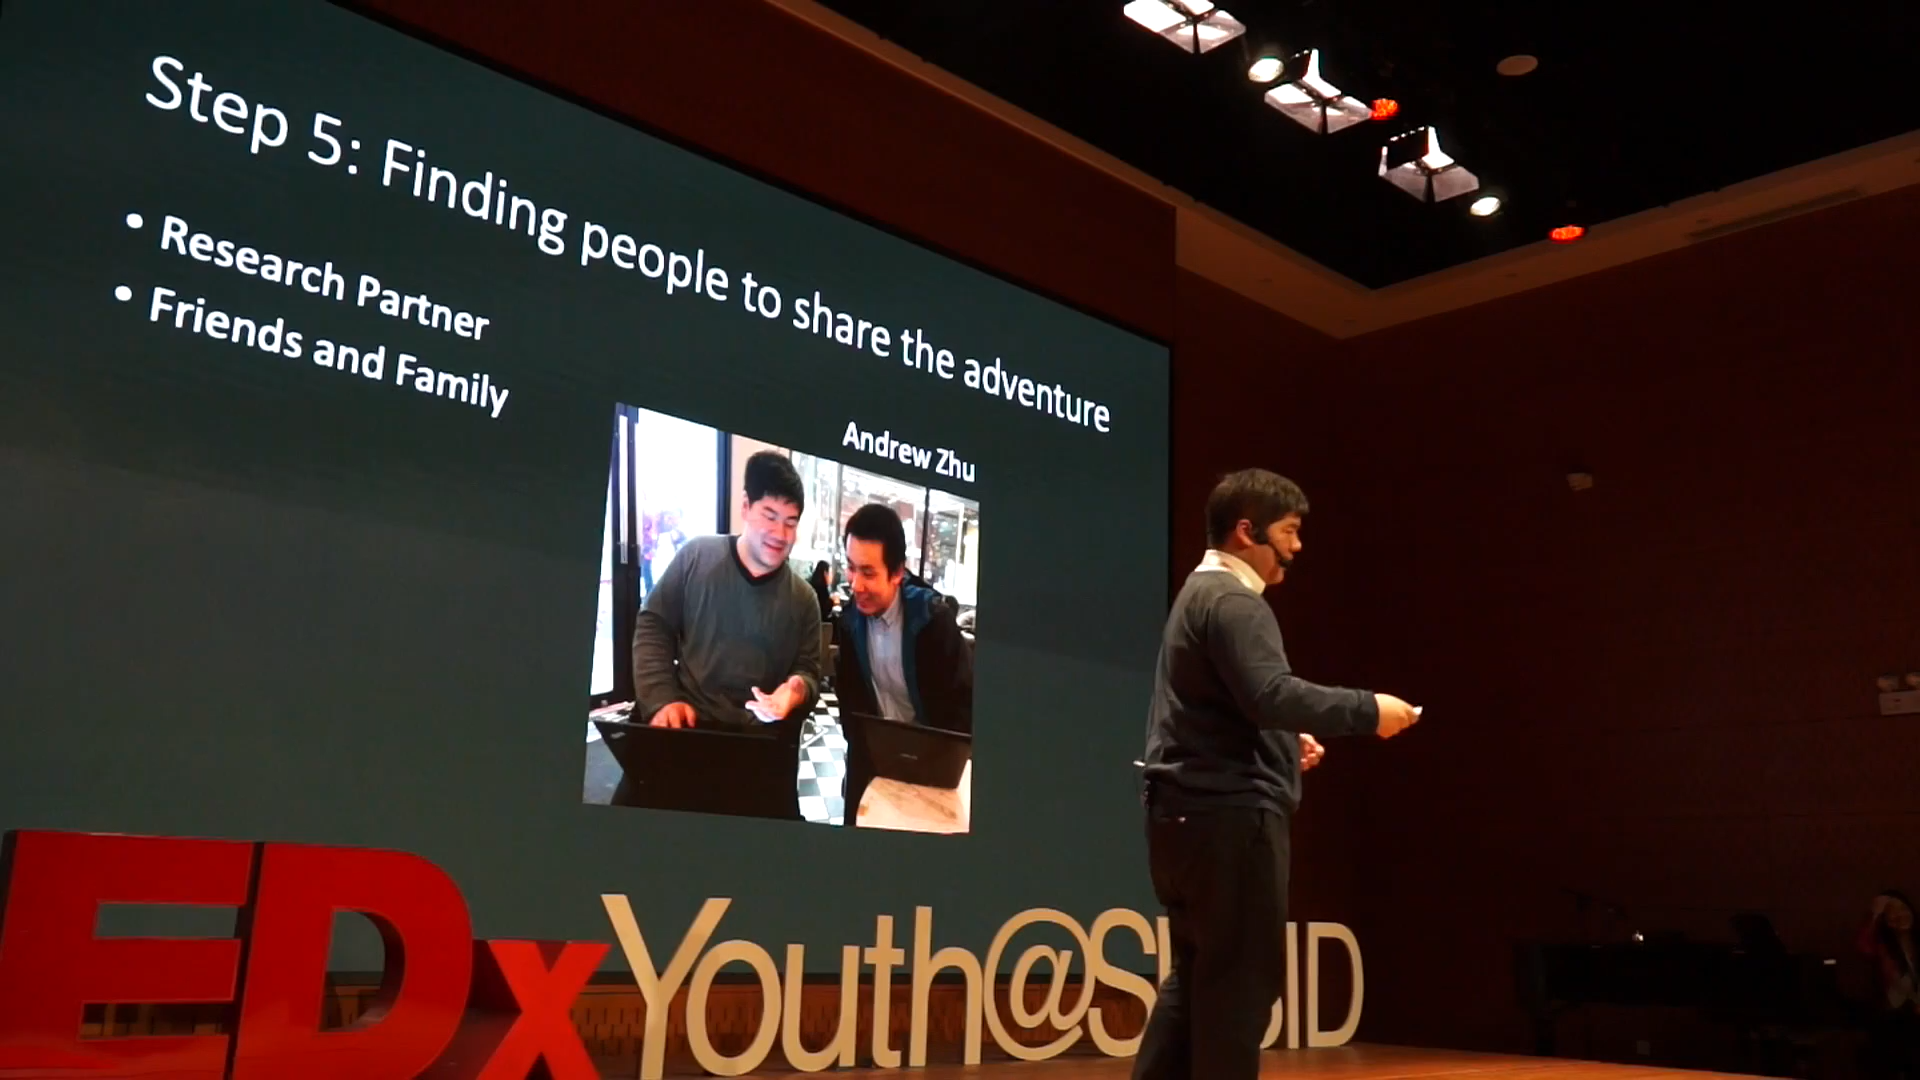 Step 5: Finding people to share the adventure
• Research Partner
• Friends and Family
Andrew Zhu
EDxYouth@S ID